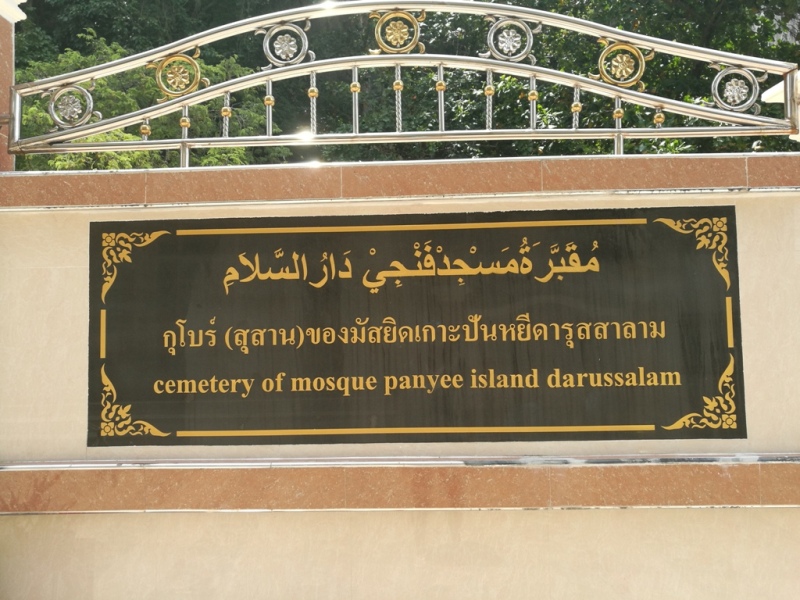 مُقَبَّرَةُ مَسْجِدْ فَنْجِيْ دَارُ السَّلَامِ
กุโบร์ (สุสาน)ของมัสยิดเกาะปันหยีดารุสสาลาม
cemetery of mosque panyee island darussalam